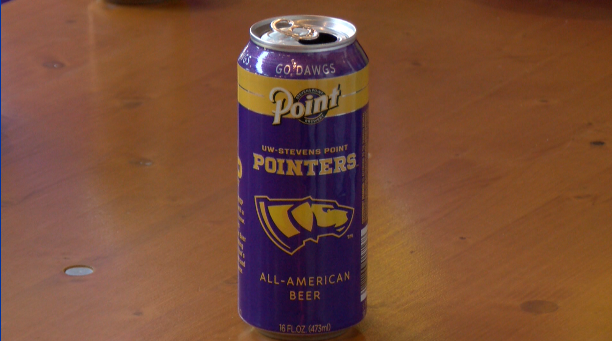 GO DAWGS
Point
UW-STEVENS POINT
POINTERS
ALL-AMERICAN
BEER
16 FL.OZ. (473ml)